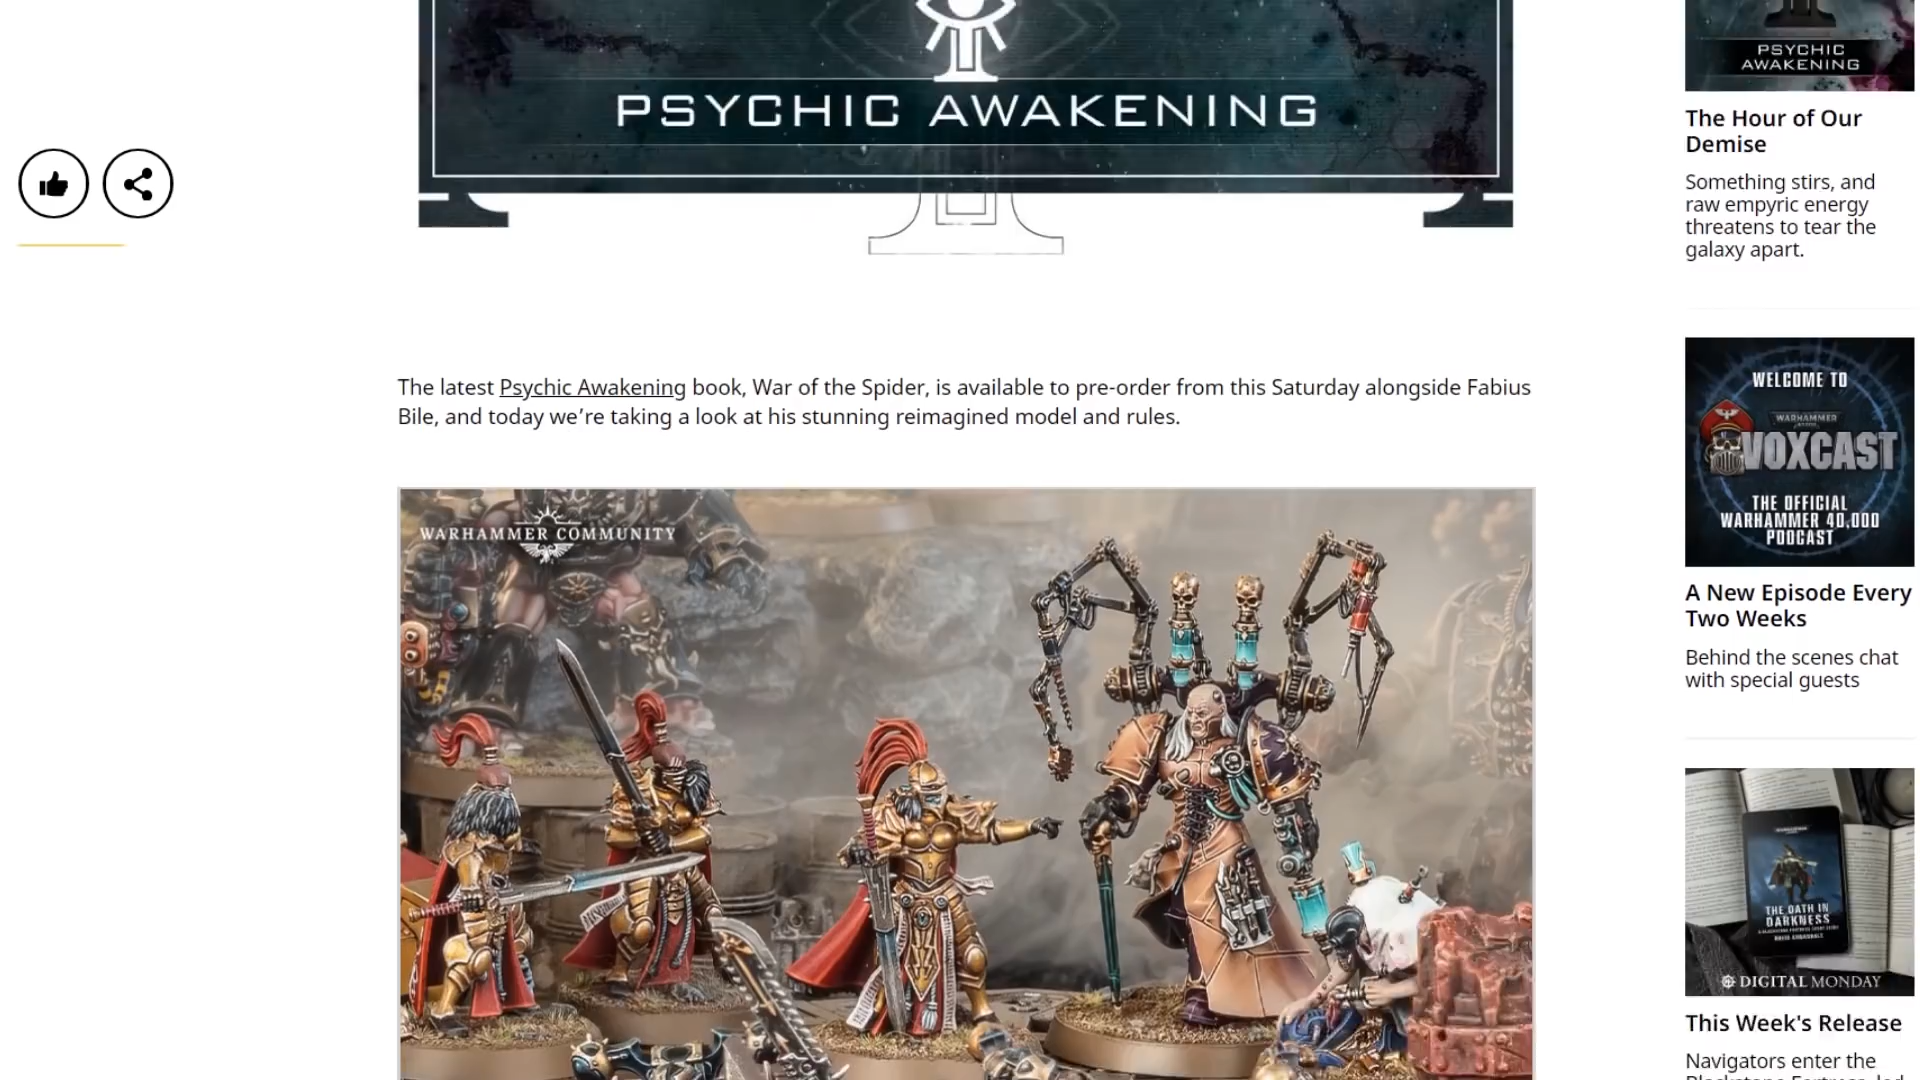 PSYCHIC AWAKENING
The latest Psychic Awakening book, War of the Spider, is available to pre-order from this Saturday alongside Fabius
Bile, and today we’re taking a look at his stunning reimagined model and rules.
WARHAMMER COMMUNITY
PSYCHIC
AWAKENING
The Hour of Our
Demise
Something stirs, and
raw empyric energy
threatens to tear the
galaxy apart.
WELCOME TO
WARHAMMER
VOXCAST
THE OFFICIAL
WARHAMMER 40,000
PODCAST
A New Episode Every
Two Weeks
Behind the scenes chat
with special guests
THE OATH IN
DARKNESS
DIGITAL MONDAY
This Week's Release
Navigators enter the
Blackstone Fortress, led